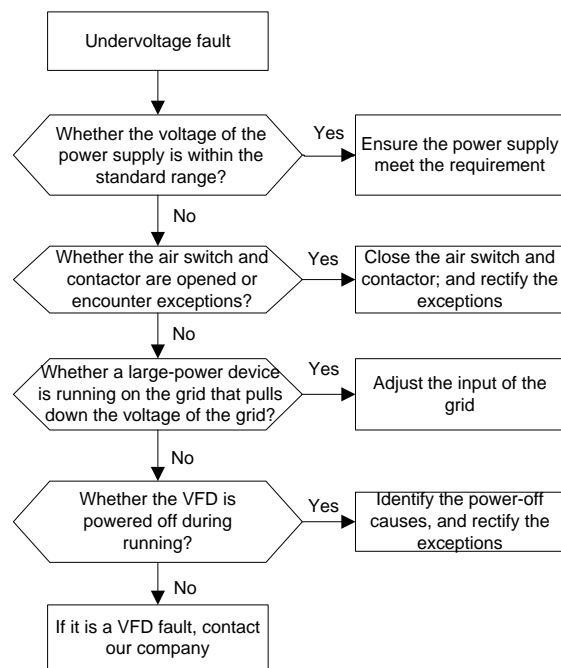 Undervoltage fault
Whether the voltage of the
power supply is within the
standard range?
Yes
Ensure the power supply
meet the requirement
No
Whether the air switch and
contactor are opened or
encounter exceptions?
Yes
Close the air switch and
contactor; and rectify the
exceptions
No
Whether a large-power device
is running on the grid that pulls
down the voltage of the grid?
Yes
Adjust the input of the
grid
No
Whether the VFD is
powered off during
running?
Yes
Identify the power-off
causes, and rectify the
exceptions
No
If it is a VFD fault, contact
our company